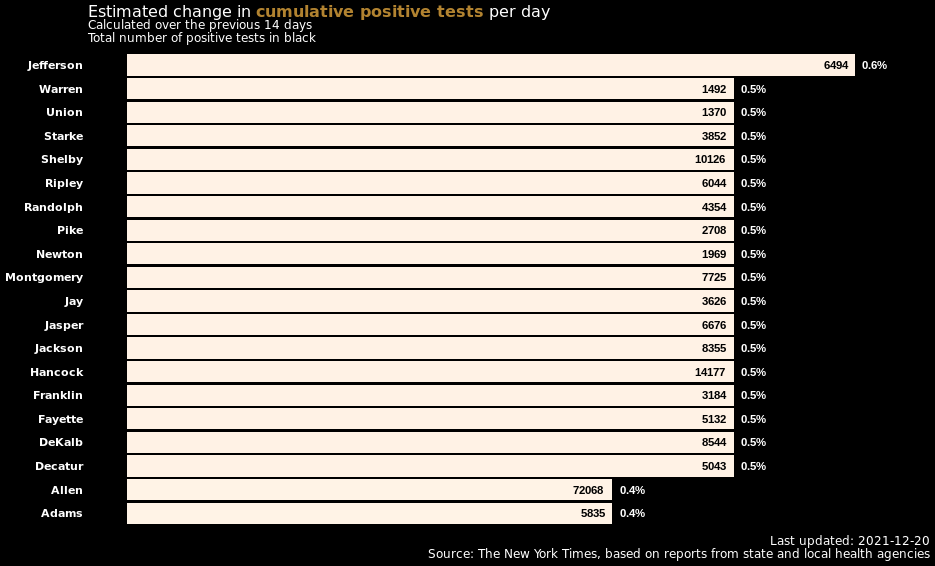 Estimated change in cumulative positive tests per day
Calculated over the previous 14 days
Total number of positive tests in black
Jefferson 6494 0.6%
Warren 1492 0.5%
Union 1370 0.5%
Starke 3852 0.5%
Shelby 10126 0.5%
Ripley 6044 0.5%
Randolph 4354 0.5%
Pike 2708 0.5%
Newton 1969 0.5%
Montgomery 7725 0.5%
Jay 3626 0.5%
Jasper 6676 0.5%
Jackson 8355 0.5%
Hancock 14177 0.5%
Franklin 3184 0.5%
Fayette 5132 0.5%
DeKalb 8544 0.5%
Decatur 5043 0.5%
Allen 72068 0.4%
Adams 5835 0.4%
Last updated: 2021-12-20
Source: The New York Times, based on reports from state and local health agencies